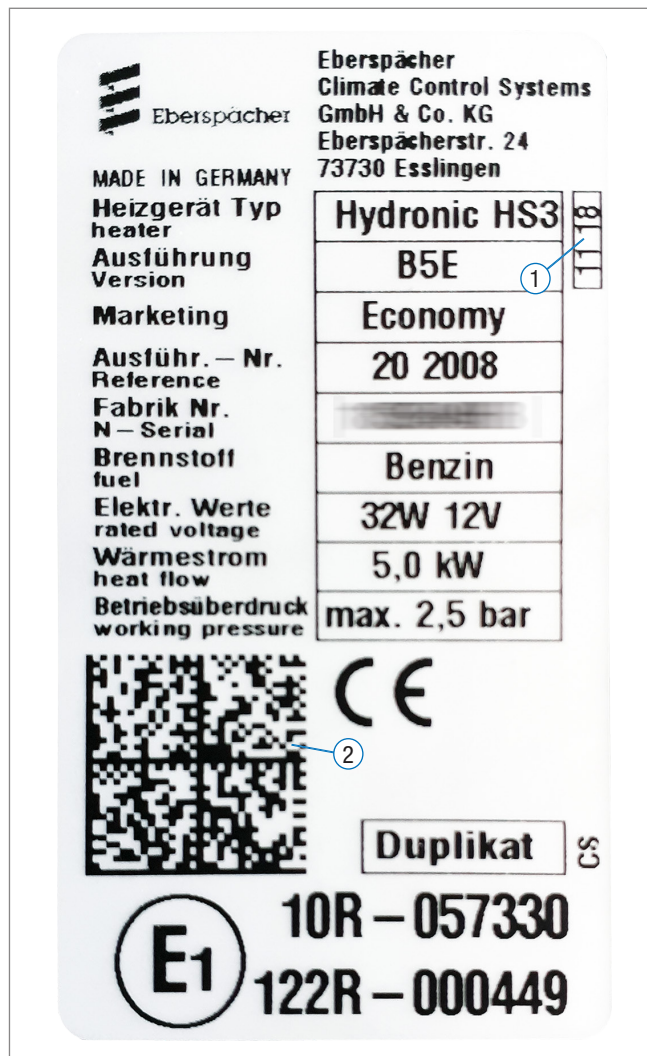 Eberspächer
Eberspächer
Climate Control Systems
GmbH & Co. KG
Eberspächerstr. 24
73730 Esslingen
MADE IN GERMANY
Heizgerät Typ
heater
Hydronic HS3
11 18
1
Ausführung
Version
B5E
Marketing
Economy
Ausführ.–Nr.
Reference
20 2008
Fabrik Nr.
N–Serial
Brennstoff
fuel
Benzin
Elektr. Werte
rated voltage
32W 12V
Wärmestrom
heat flow
5,0 kW
Betriebsüberdruck
working pressure
max. 2,5 bar
CE
2
Duplikat
CS
E1
10R–057330
122R–000449